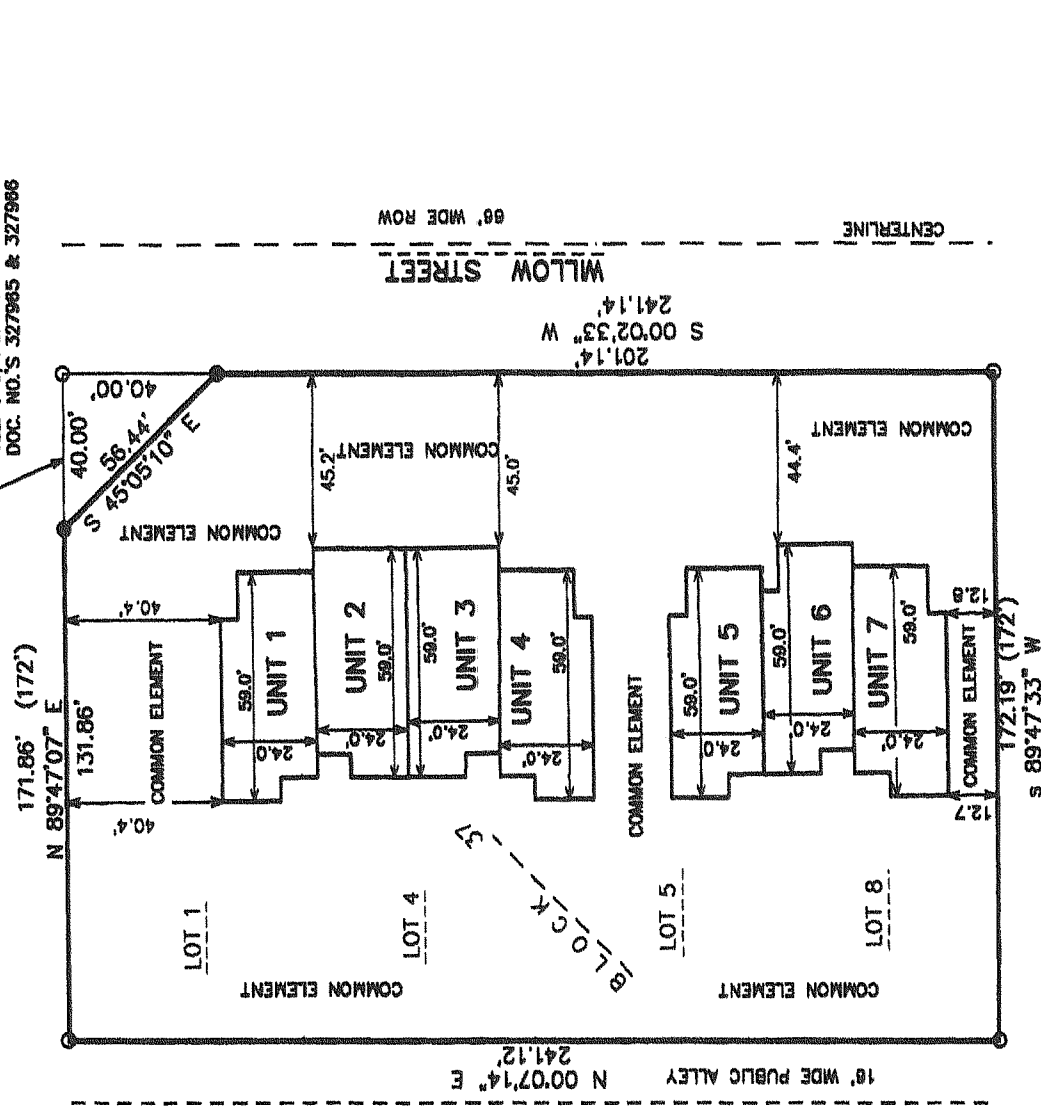 DOC. NO.'S 327965 & 327966
66' WIDE ROW
CENTERLINE
WILLOW STREET
241.14'
S 00°02'33" W
201.14'
40.00'
40.00'
56.44'
S 45°05'10" E
171.86' (172')
N 89°47'07" E
131.86'
COMMON ELEMENT
COMMON ELEMENT
COMMON ELEMENT
45.2'
45.0'
44.4'
40.4'
COMMON ELEMENT
40.4'
59.0'
UNIT 1
24.0'
UNIT 2
59.0'
24.0'
59.0'
UNIT 3
24.0'
UNIT 4
59.0'
24.0'
COMMON ELEMENT
59.0'
UNIT 5
24.0'
59.0'
UNIT 6
24.0'
UNIT 7
59.0'
24.0'
12.8'
COMMON ELEMENT
12.7'
172.19' (172')
S 89°47'33" W
BLOCK 37
LOT 1
LOT 4
LOT 5
LOT 8
COMMON ELEMENT
COMMON ELEMENT
241.12'
N 00°07'14" E
16' WIDE PUBLIC ALLEY